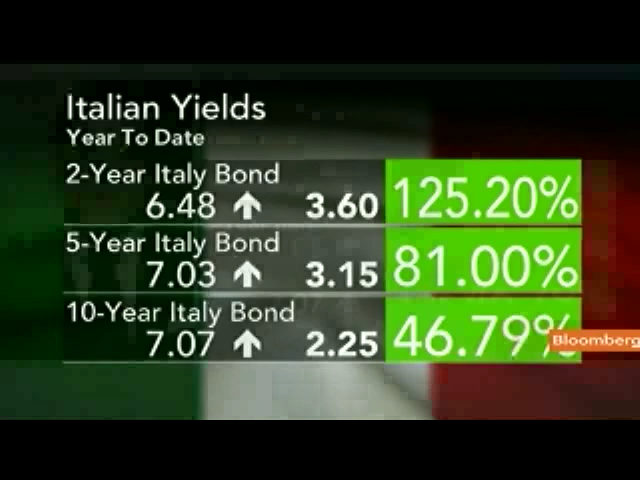 Italian Yields
Year To Date
2-Year Italy Bond
6.48 ↑ 3.60 125.20%
5-Year Italy Bond
7.03 ↑ 3.15 81.00%
10-Year Italy Bond
7.07 ↑ 2.25 46.79%
Bloomberg